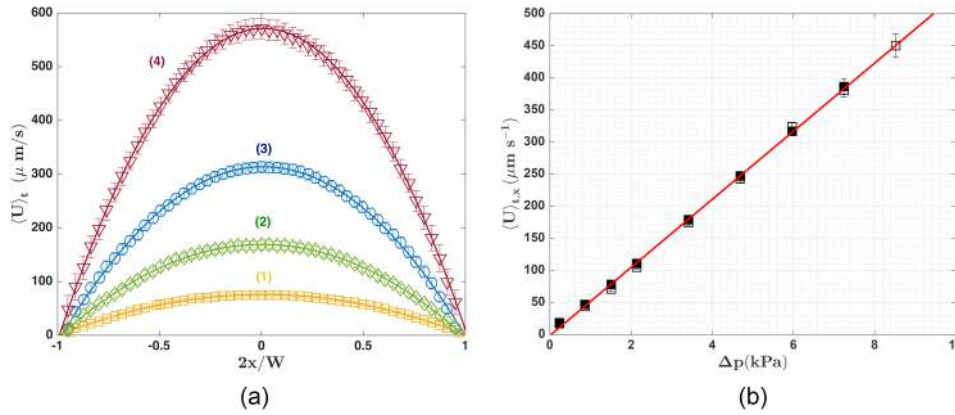 600
500
400
300
200
100
0
⟨U⟩t (μ m/s)
(4)
(3)
(2)
(1)
-1 -0.5 0 0.5 1
2x/W
(a)
500
450
400
350
300
250
200
150
100
50
0
⟨U⟩t,x (μm s−1)
0 2 4 6 8 1
Δp(kPa)
(b)